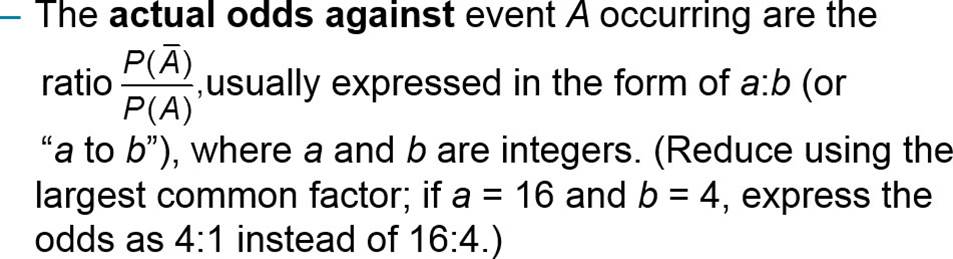 – The actual odds against event A occurring are the
ratio P(A̅)/P(A), usually expressed in the form of a:b (or
“a to b”), where a and b are integers. (Reduce using the
largest common factor; if a = 16 and b = 4, express the
odds as 4:1 instead of 16:4.)